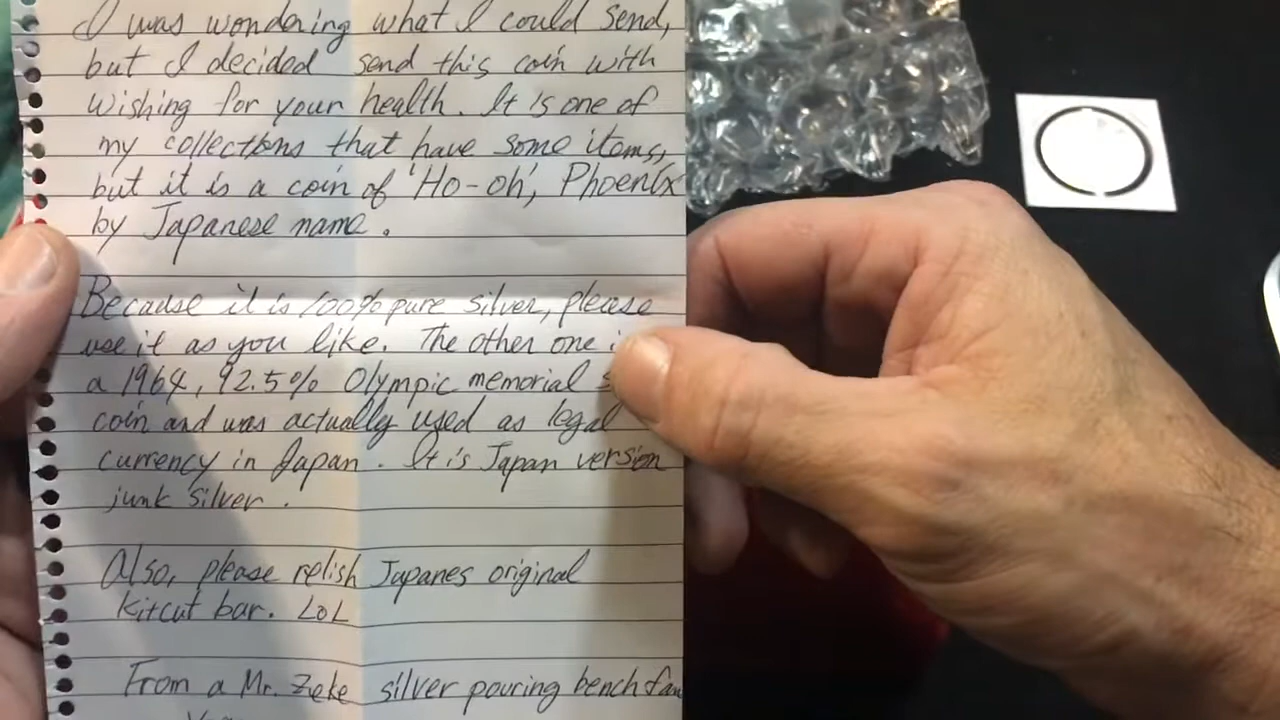 I was wondering what I could send,
but I decided send this coin with
wishing for your health. It is one of
my collections that have some items,
but it is a coin of 'Ho-oh', Phoenix
by Japanese name.
Because it is 100% pure silver, please
use it as you like. The other one
a 1964, 92.5% Olympic memorial
coin and was actually used as legal
currency in Japan. It is Japan version
junk silver.
Also, please relish Japanes original
Kitcut bar. LOL
From a Mr. Zieke silver pouring bench fan